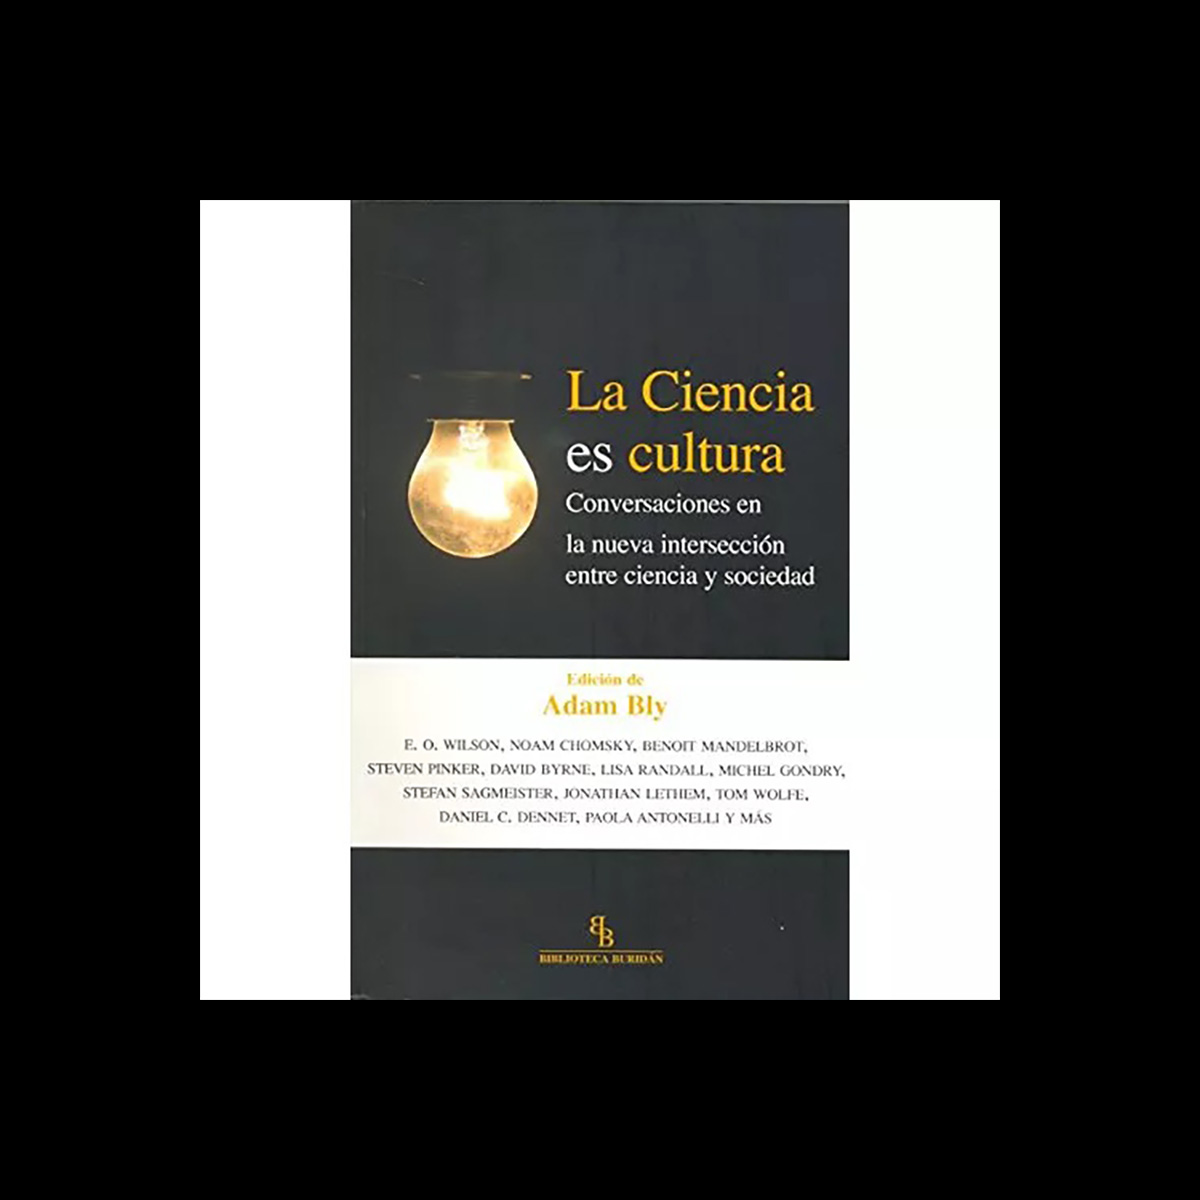 La Ciencia
es cultura
Conversaciones en
la nueva intersección
entre ciencia y sociedad
Edición de
Adam Bly
E. O. WILSON, NOAM CHOMSKY, BENOIT MANDELBROT,
STEVEN PINKER, DAVID BYRNE, LISA RANDALL, MICHEL GONDRY,
STEFAN SAGMEISTER, JONATHAN LETHEM, TOM WOLFE,
DANIEL C. DENNET, PAOLA ANTONELLI Y MÁS
BB
BIBLIOTECA BURIDÁN